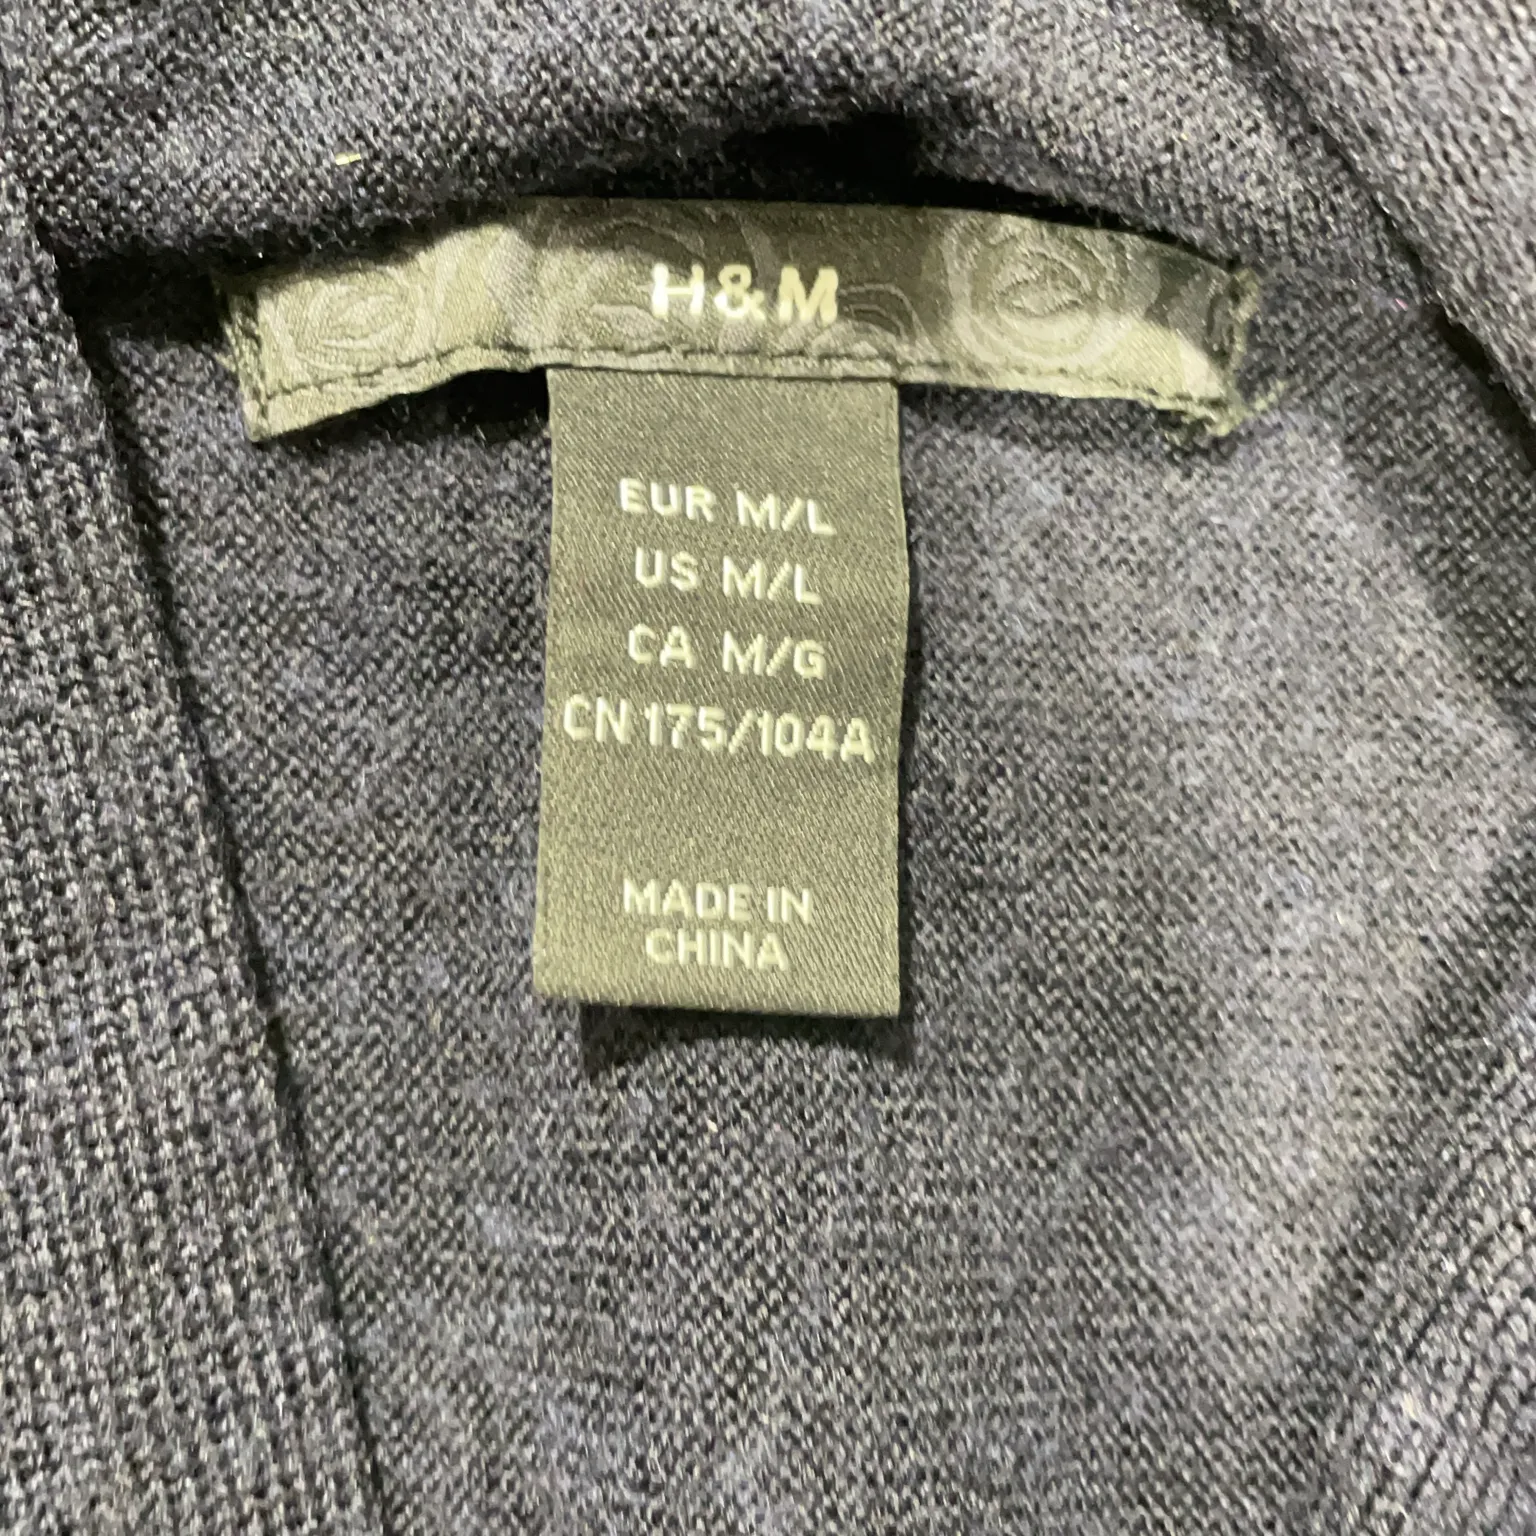 H&M
EUR M/L
US M/L
CA M/G
CN 175/104A
MADE IN
CHINA